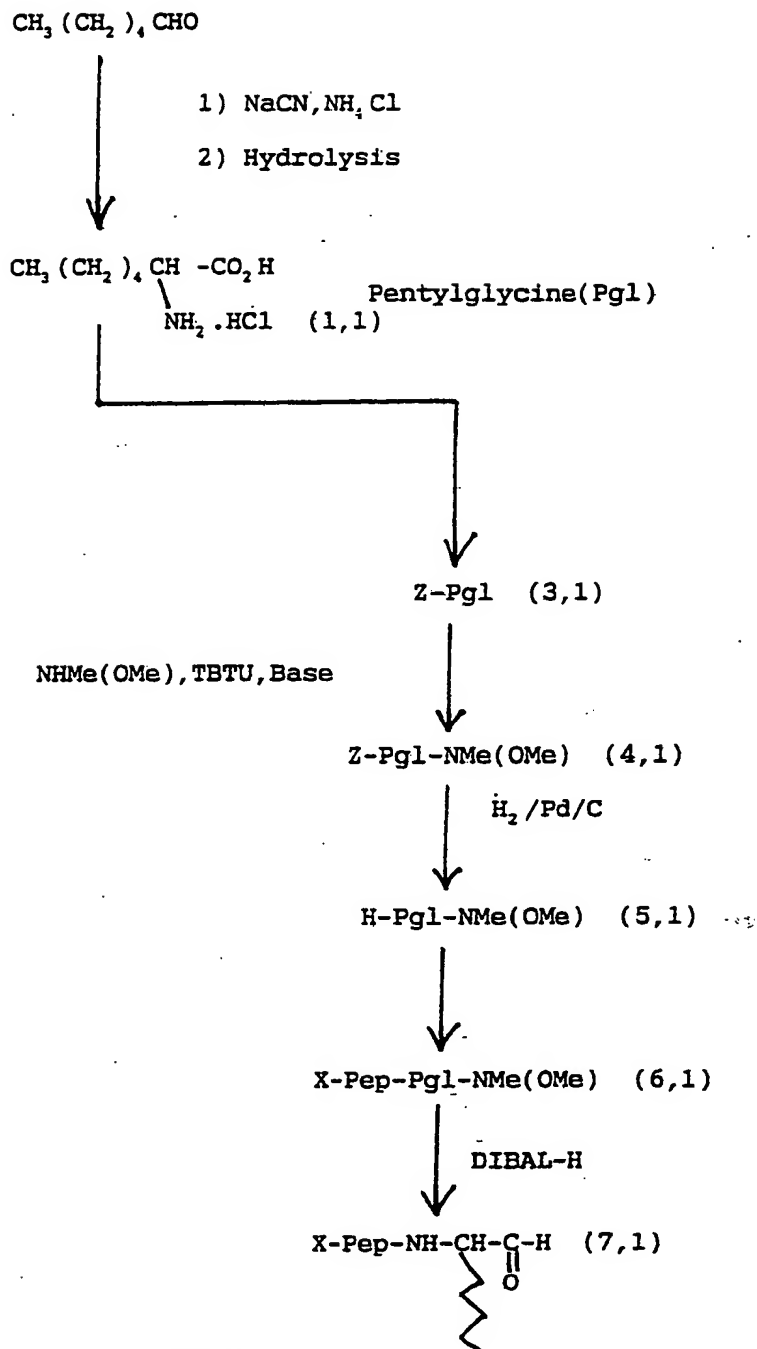 CH₃(CH₂)₄CHO
1) NaCN,NH₄Cl
2) Hydrolysis
CH₃(CH₂)₄CH-CO₂H
Pentylglycine(Pgl)
NH₂.HCl (1,1)
Z-Pgl (3,1)
NHMe(OMe),TBTU,Base
Z-Pgl-NMe(OMe) (4,1)
H₂/Pd/C
H-Pgl-NMe(OMe) (5,1)
X-Pep-Pgl-NMe(OMe) (6,1)
DIBAL-H
X-Pep-NH-CH-C-H (7,1)
O